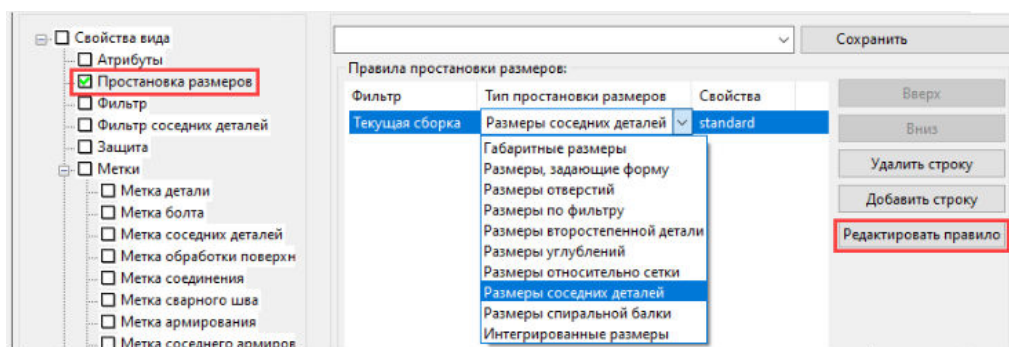 Свойства вида
Атрибуты
Простановка размеров
Фильтр
Фильтр соседних деталей
Защита
Метки
Метка детали
Метка болта
Метка соседних деталей
Метка обработки поверхн
Метка соединения
Метка сварного шва
Метка армирования
Метка соседнего армиров
Сохранить
Правила простановки размеров:
Фильтр Тип простановки размеров Свойства
Текущая сборка Размеры соседних деталей standard
Габаритные размеры
Размеры, задающие форму
Размеры отверстий
Размеры по фильтру
Размеры второстепенной детали
Размеры углублений
Размеры относительно сетки
Размеры соседних деталей
Размеры спиральной балки
Интегрированные размеры
Вверх
Вниз
Удалить строку
Добавить строку
Редактировать правило